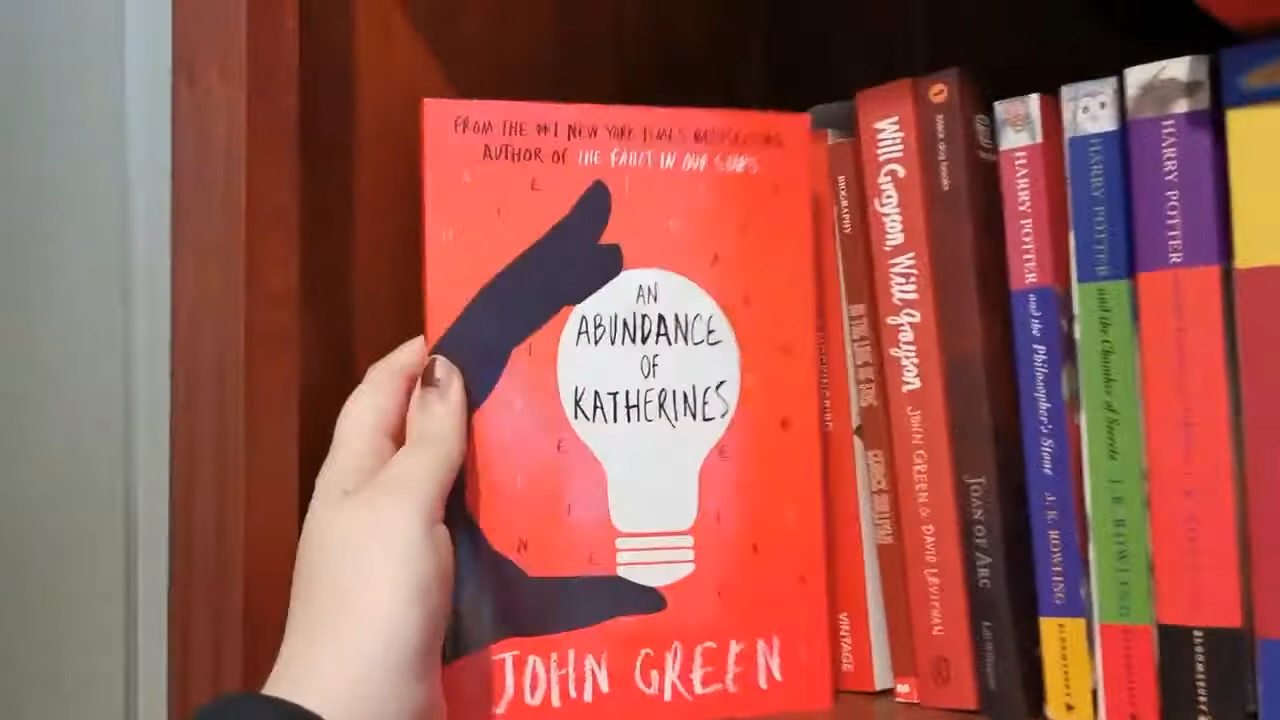 FROM THE #1 NEW YORK TIMES BESTSELLING
AUTHOR OF THE FAULT IN OUR STARS
AN
ABUNDANCE
OF
KATHERINES
JOHN GREEN
BIOGRAPHY
VINTAGE
Will Grayson, Will Grayson JOHN GREEN & DAVID LEVITHAN
JOAN OF ARC
HARRY POTTER and the Philosopher's Stone J.K. ROWLING
HARRY POTTER and the Chamber of Secrets J.K. ROWLING
HARRY POTTER
BLOOMSBURY